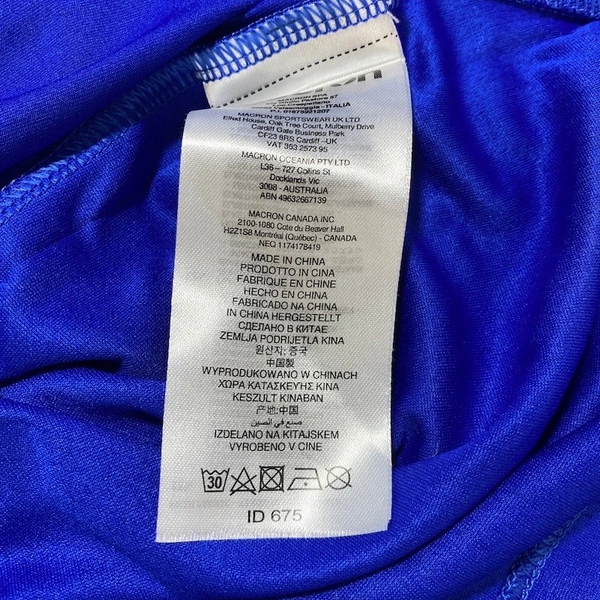 MACRON SPA
ITALIA
MACRON SPORTSWEAR UK LTD
Elfed House, Oak Tree Court, Mulberry Drive
Cardiff Gate Business Park
CF23 8RS Cardiff -UK
VAT 363 2573 95
MACRON OCEANIA PTY.LTD
L36 – 727 Collins St
Docklands Vic
3008 - AUSTRALIA
ABN 49632667139
MACRON CANADA INC
2100-1080 Cote du Beaver Hall
H2Z1S8 Montréal (Québec) - CANADA
NEQ 1174178419
MADE IN CHINA
PRODOTTO IN CINA
FABRIQUE EN CHINE
HECHO EN CHINA
FABRICADO NA CHINA
IN CHINA HERGESTELLT
СДЕЛАНО В КИТАЕ
ZEMLJA PODRIJETLA KINA
원산지: 중국
中国製
WYPRODUKOWANO W CHINACH
ΧΩΡΑ ΚΑΤΑΣΚΕΥΗΣ ΚΙΝΑ
KESZULT KINABAN
产地:中国
صنع في الصين
IZDELANO NA KITAJSKEM
VYROBENO V CINE
30
ID 675